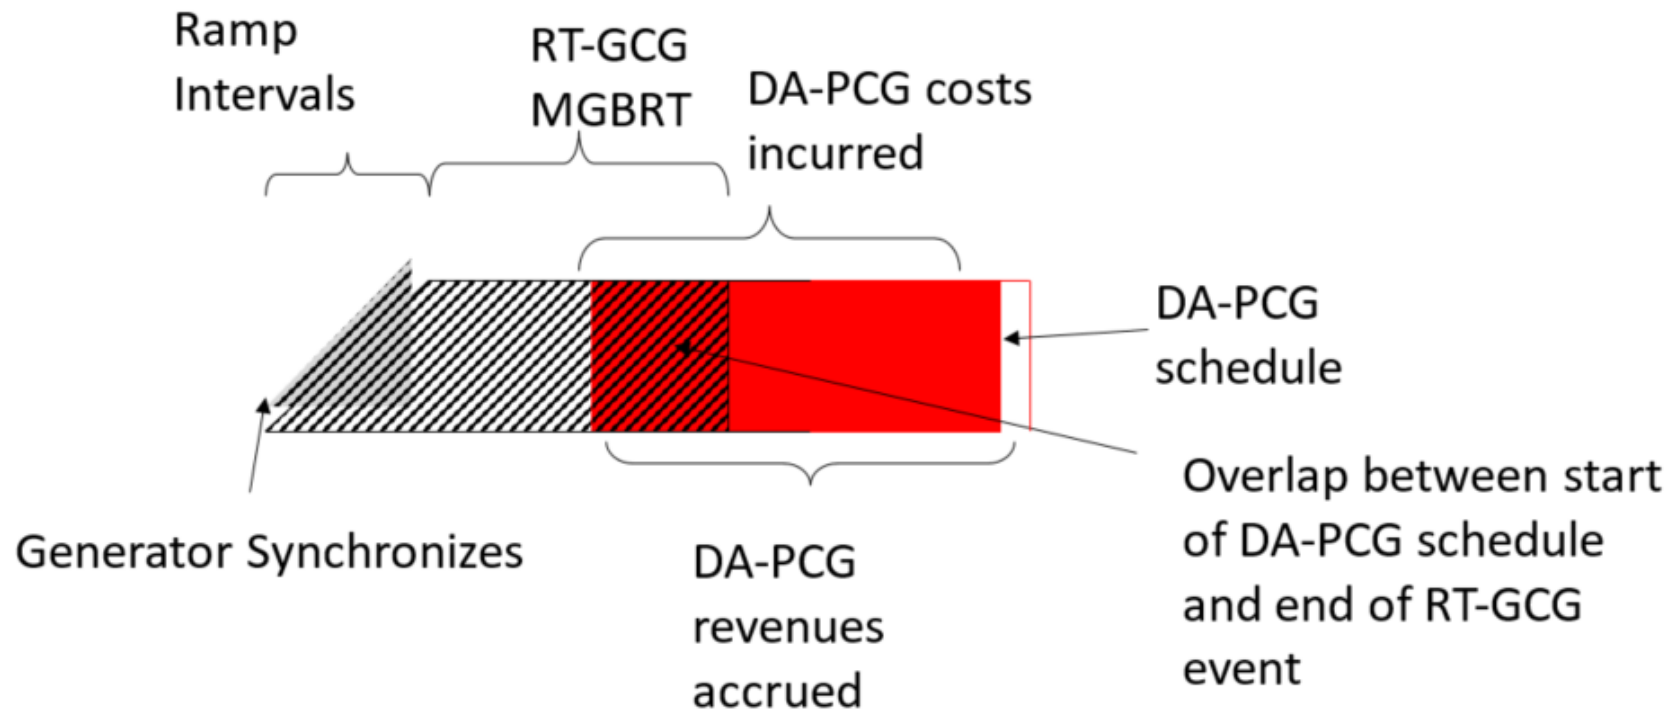 Ramp
Intervals
RT-GCG
MGBRT
DA-PCG costs
incurred
DA-PCG
schedule
Generator Synchronizes
DA-PCG
revenues
accrued
Overlap between start
of DA-PCG schedule
and end of RT-GCG
event